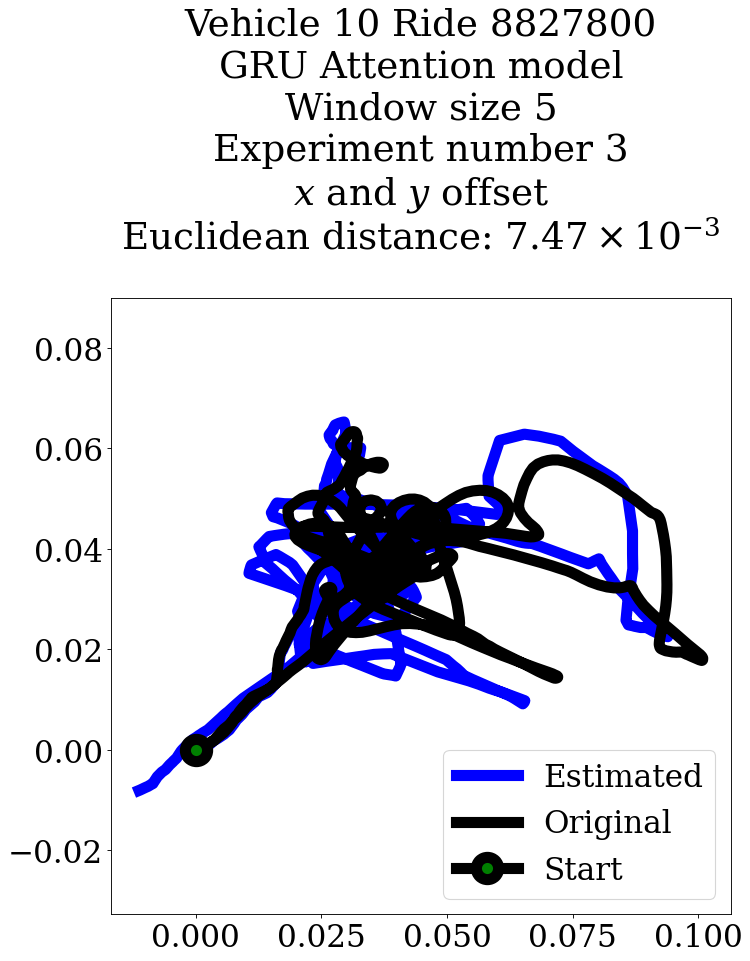 Vehicle 10 Ride 8827800
GRU Attention model
Window size 5
Experiment number 3
x and y offset
Euclidean distance: 7.47 × 10⁻³
0.08
0.06
0.04
0.02
0.00
−0.02
0.000 0.025 0.050 0.075 0.100
Estimated
Original
Start